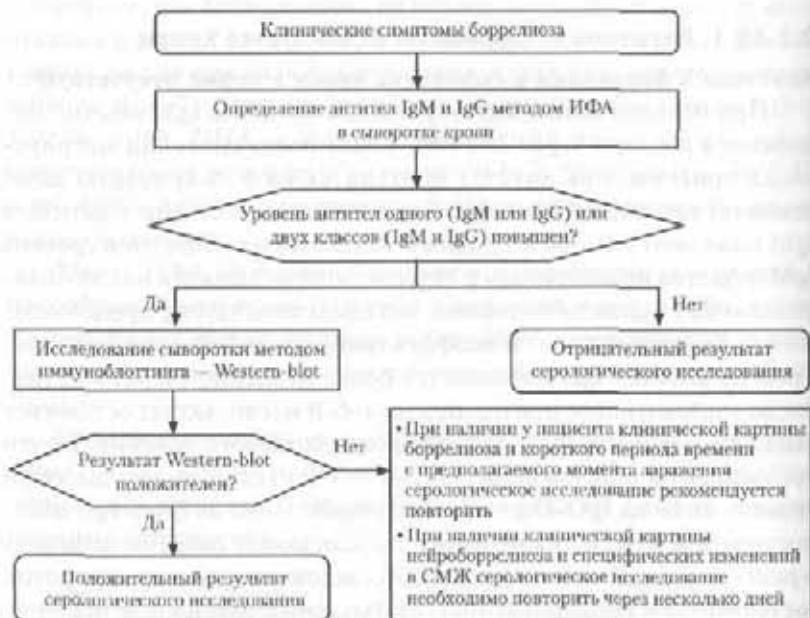 Клинические симптомы боррелиоза
Определение антител IgM и IgG методом ИФА
в сыворотке крови
Уровень антител одного (IgM или IgG) или
двух классов (IgM и IgG) повышен?
Да
Нет
Исследование сыворотки методом
иммуноблоттинга – Western-blot
Отрицательный результат
серологического исследования
Результат Western-blot
положителен?
Нет
• При наличии у пациента клинической картины
боррелиоза и короткого периода времени
с предполагаемого момента заражения
серологическое исследование рекомендуется
повторить
• При наличии клинической картины
нейроборрелиоза и специфических изменений
в СМЖ серологическое исследование
необходимо повторить через несколько дней
Да
Положительный результат
серологического исследования